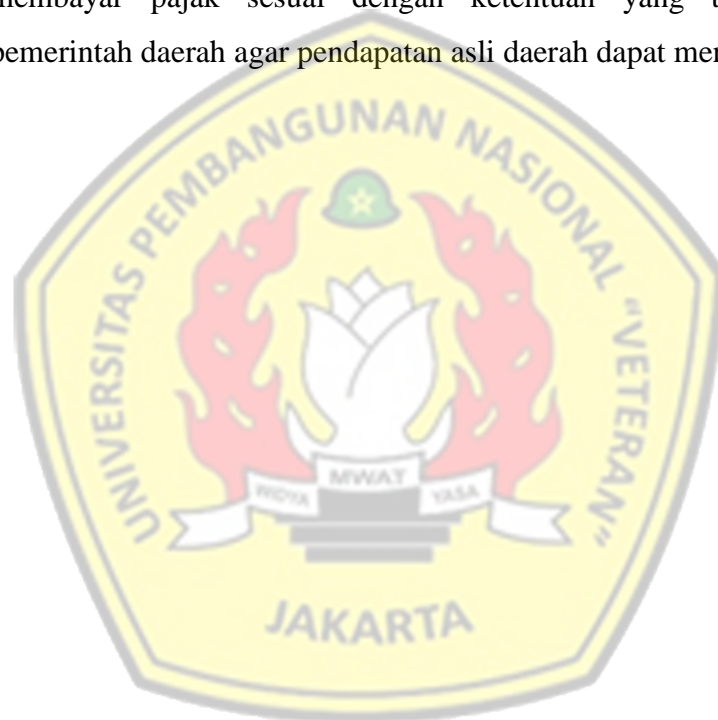 membayar pajak sesuai dengan ketentuan yang
pemerintah daerah agar pendapatan asli daerah dapat
UNIVERSITAS PEMBANGUNAN NASIONAL “VETERAN”
WIDYA MWAT YASA
JAKARTA